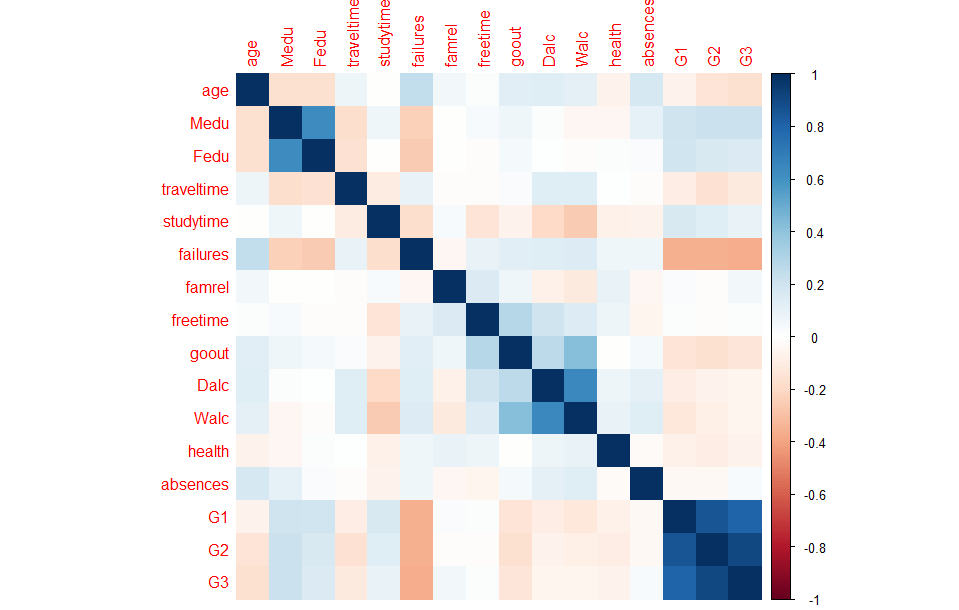 age
Medu
Fedu
traveltime
studytime
failures
famrel
freetime
goout
Dalc
Walc
health
absences
G1
G2
G3
age
Medu
Fedu
traveltime
studytime
failures
famrel
freetime
goout
Dalc
Walc
health
absences
G1
G2
G3
1
0.8
0.6
0.4
0.2
0
-0.2
-0.4
-0.6
-0.8
-1